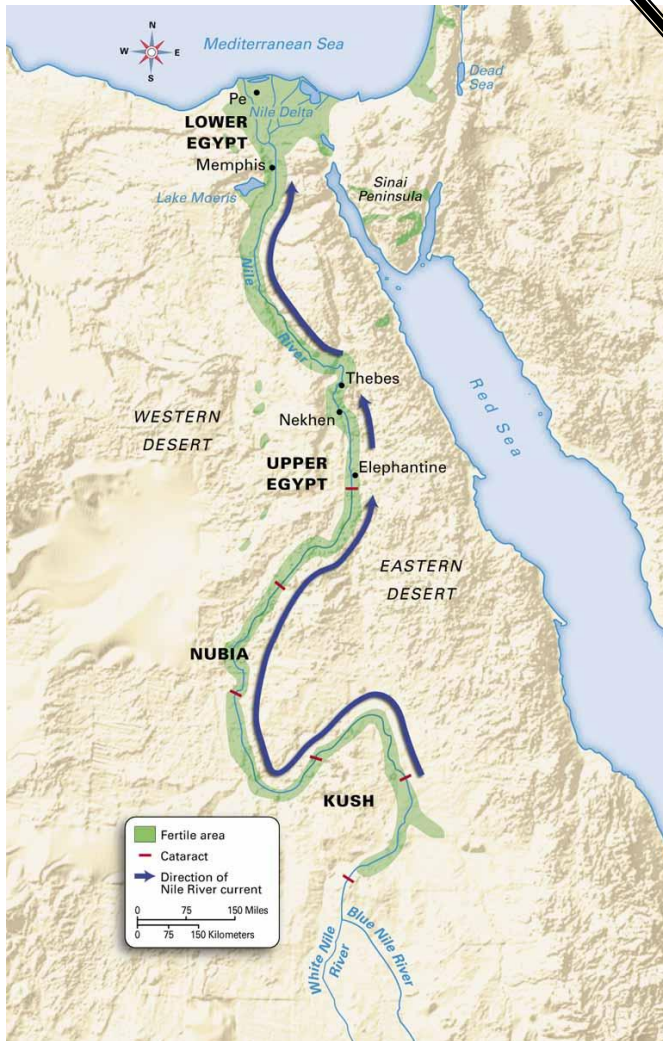 N
W E
S
Mediterranean Sea
Dead
Sea
Pe
Nile Delta
LOWER
EGYPT
Memphis
Lake Moeris
Sinai
Peninsula
Nile
River
Thebes
Nekhen
WESTERN
DESERT
Red Sea
UPPER
EGYPT
Elephantine
EASTERN
DESERT
NUBIA
KUSH
Fertile area
Cataract
Direction of
Nile River current
0 75 150 Miles
0 75 150 Kilometers
White Nile
River
Blue Nile River